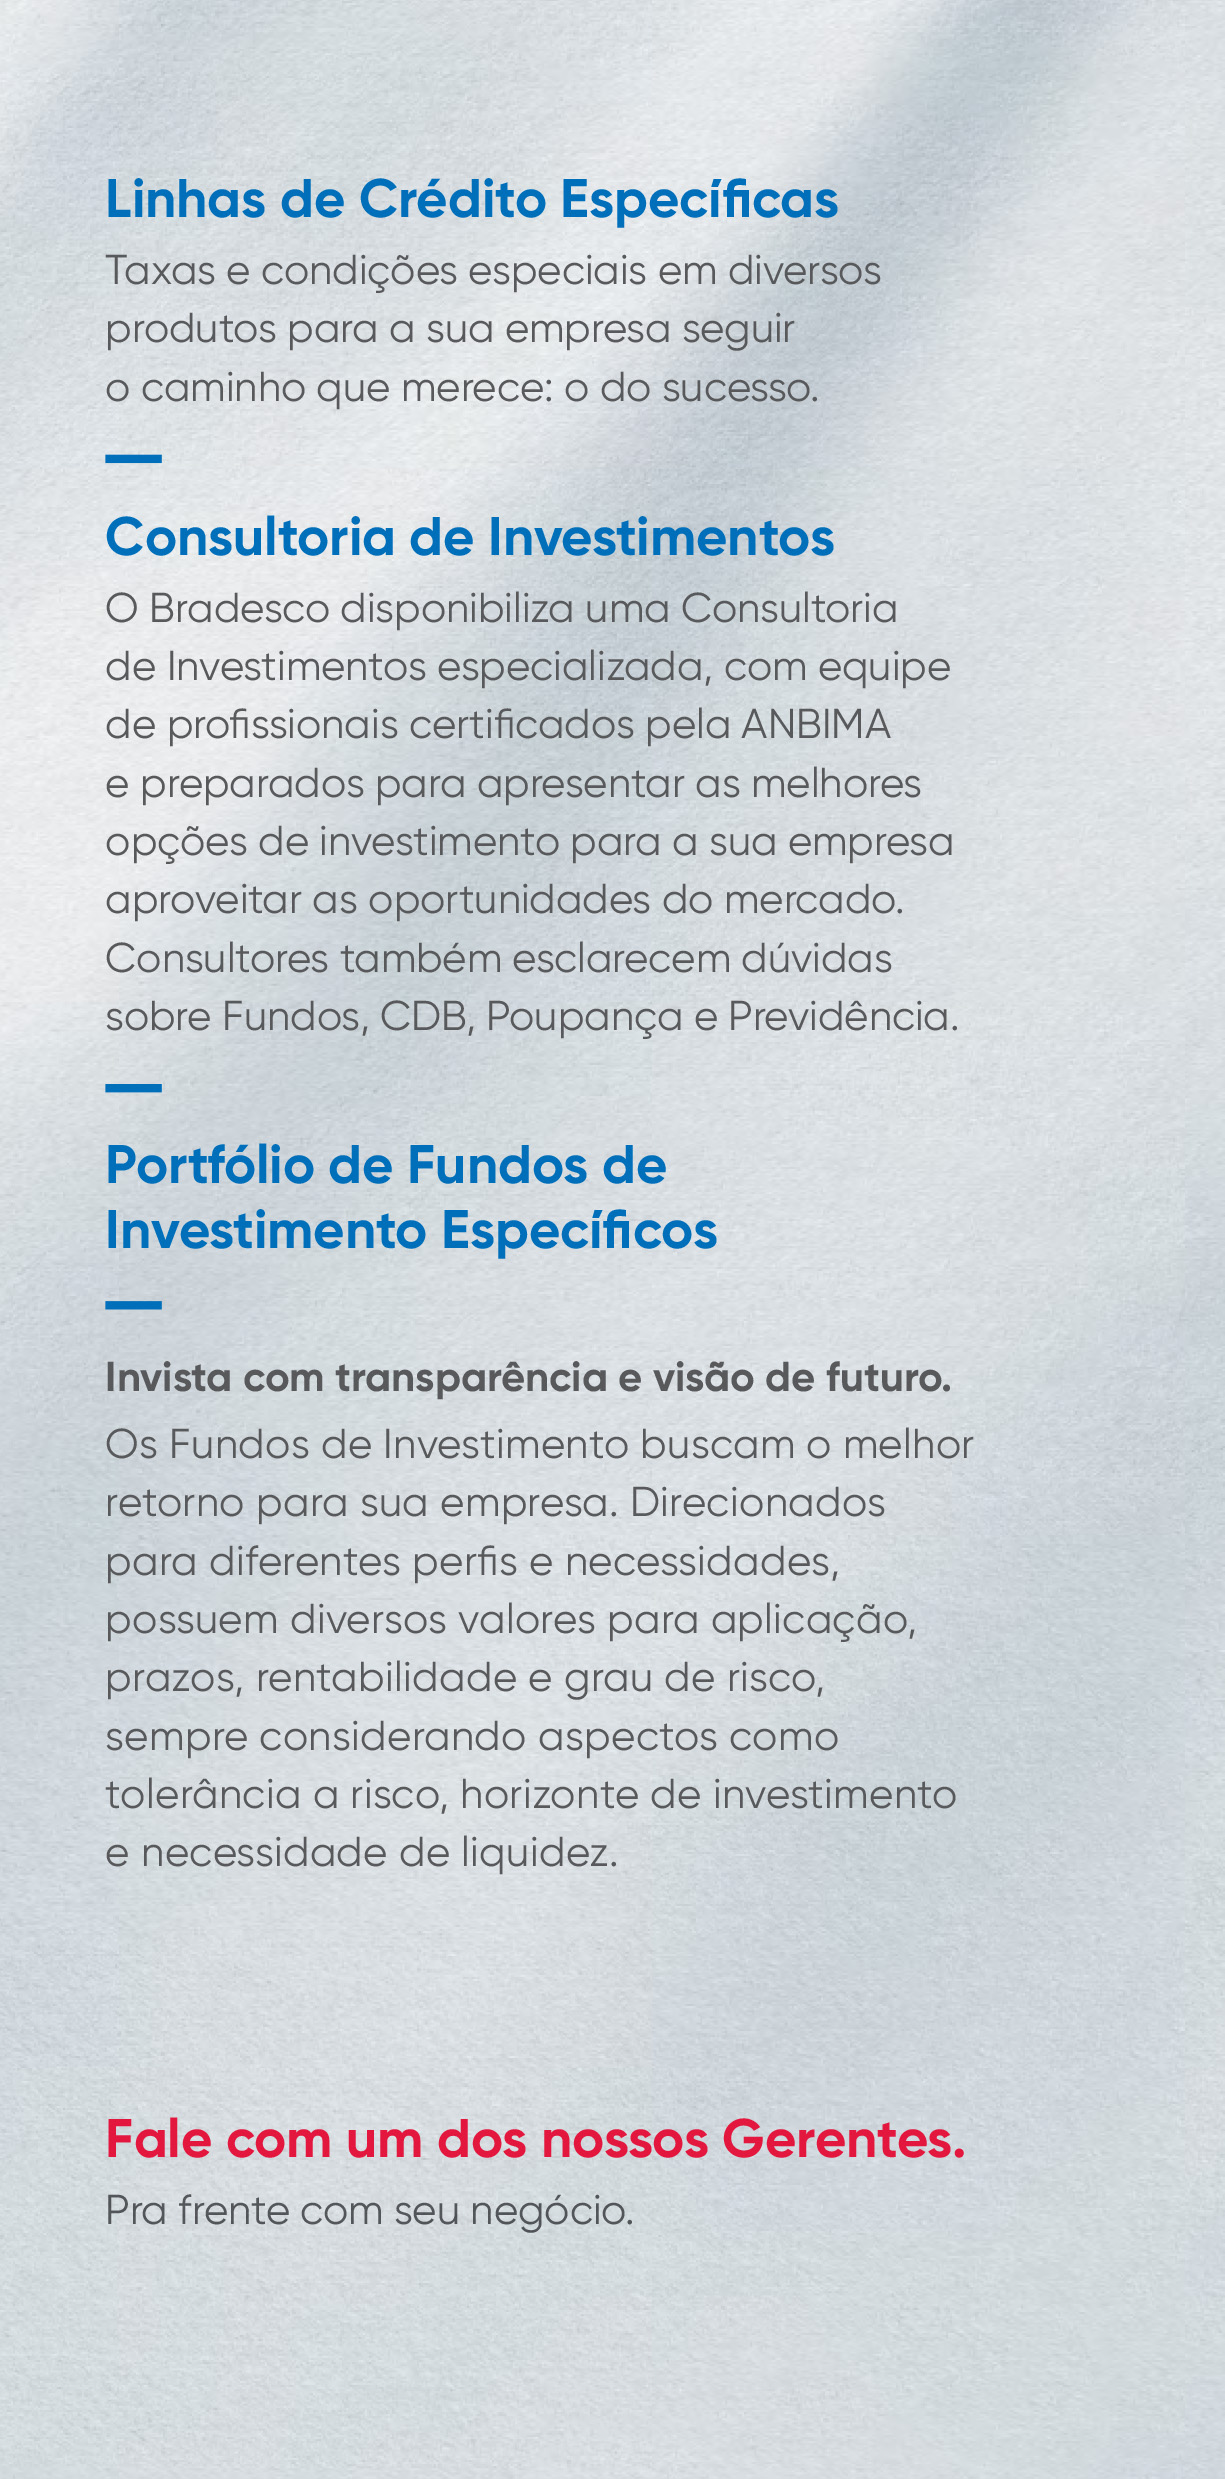 Linhas de Crédito Específicas
Taxas e condições especiais em diversos
produtos para a sua empresa seguir
o caminho que merece: o do sucesso.
Consultoria de Investimentos
O Bradesco disponibiliza uma Consultoria
de Investimentos especializada, com equipe
de profissionais certificados pela ANBIMA
e preparados para apresentar as melhores
opções de investimento para a sua empresa
aproveitar as oportunidades do mercado.
Consultores também esclarecem dúvidas
sobre Fundos, CDB, Poupança e Previdência.
Portfólio de Fundos de
Investimento Específicos
Invista com transparência e visão de futuro.
Os Fundos de Investimento buscam o melhor
retorno para sua empresa. Direcionados
para diferentes perfis e necessidades,
possuem diversos valores para aplicação,
prazos, rentabilidade e grau de risco,
sempre considerando aspectos como
tolerância a risco, horizonte de investimento
e necessidade de liquidez.
Fale com um dos nossos Gerentes.
Pra frente com seu negócio.